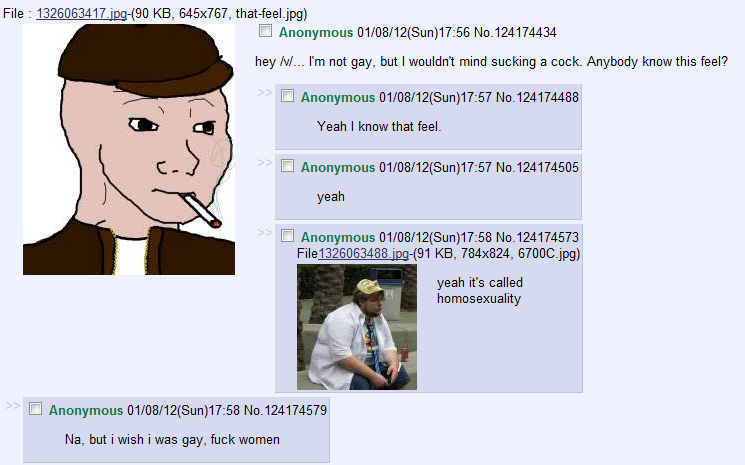 File : 1326063417.jpg-(90 KB, 645x767, that-feel.jpg)
Anonymous 01/08/12(Sun)17:56 No.124174434
hey /v/... I'm not gay, but I wouldn't mind sucking a cock. Anybody know this feel?
>> Anonymous 01/08/12(Sun)17:57 No.124174488
Yeah I know that feel.
>> Anonymous 01/08/12(Sun)17:57 No.124174505
yeah
>> Anonymous 01/08/12(Sun)17:58 No.124174573
File1326063488.jpg-(91 KB, 784x824, 6700C.jpg)
yeah it's called
homosexuality
>> Anonymous 01/08/12(Sun)17:58 No.124174579
Na, but i wish i was gay, fuck women